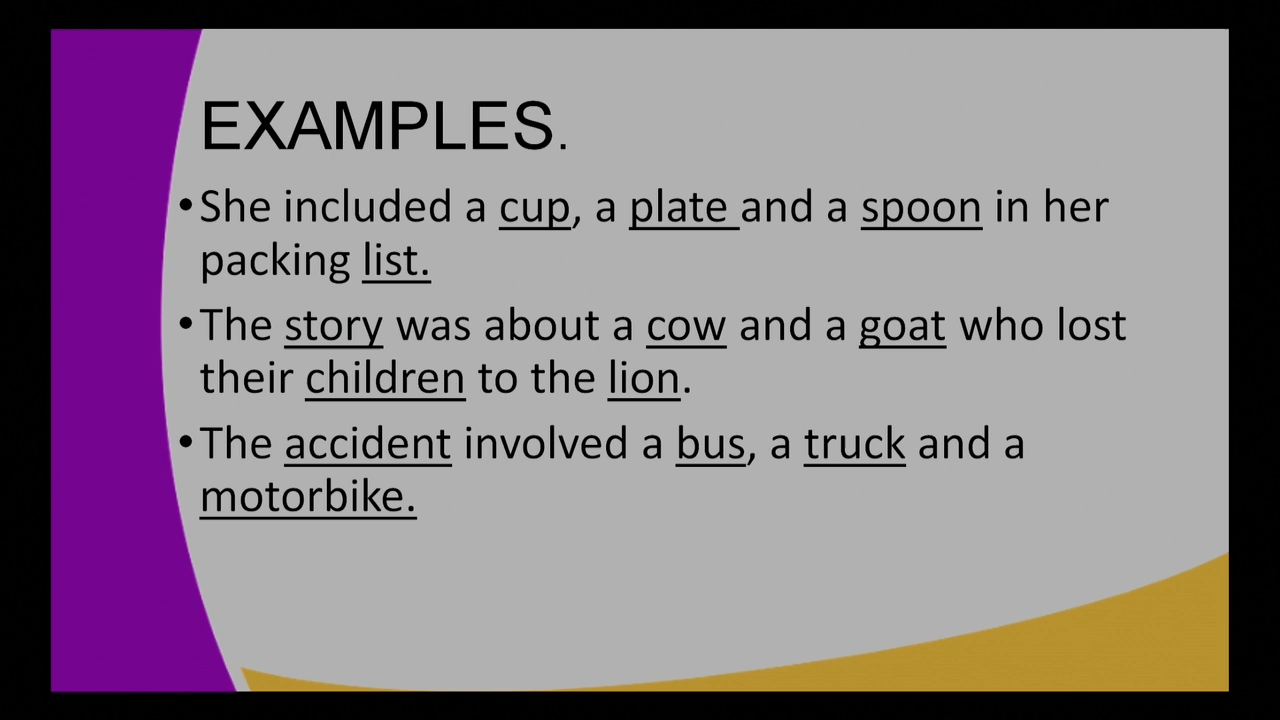 EXAMPLES.
•She included a cup, a plate and a spoon in her
packing list.
•The story was about a cow and a goat who lost
their children to the lion.
•The accident involved a bus, a truck and a
motorbike.